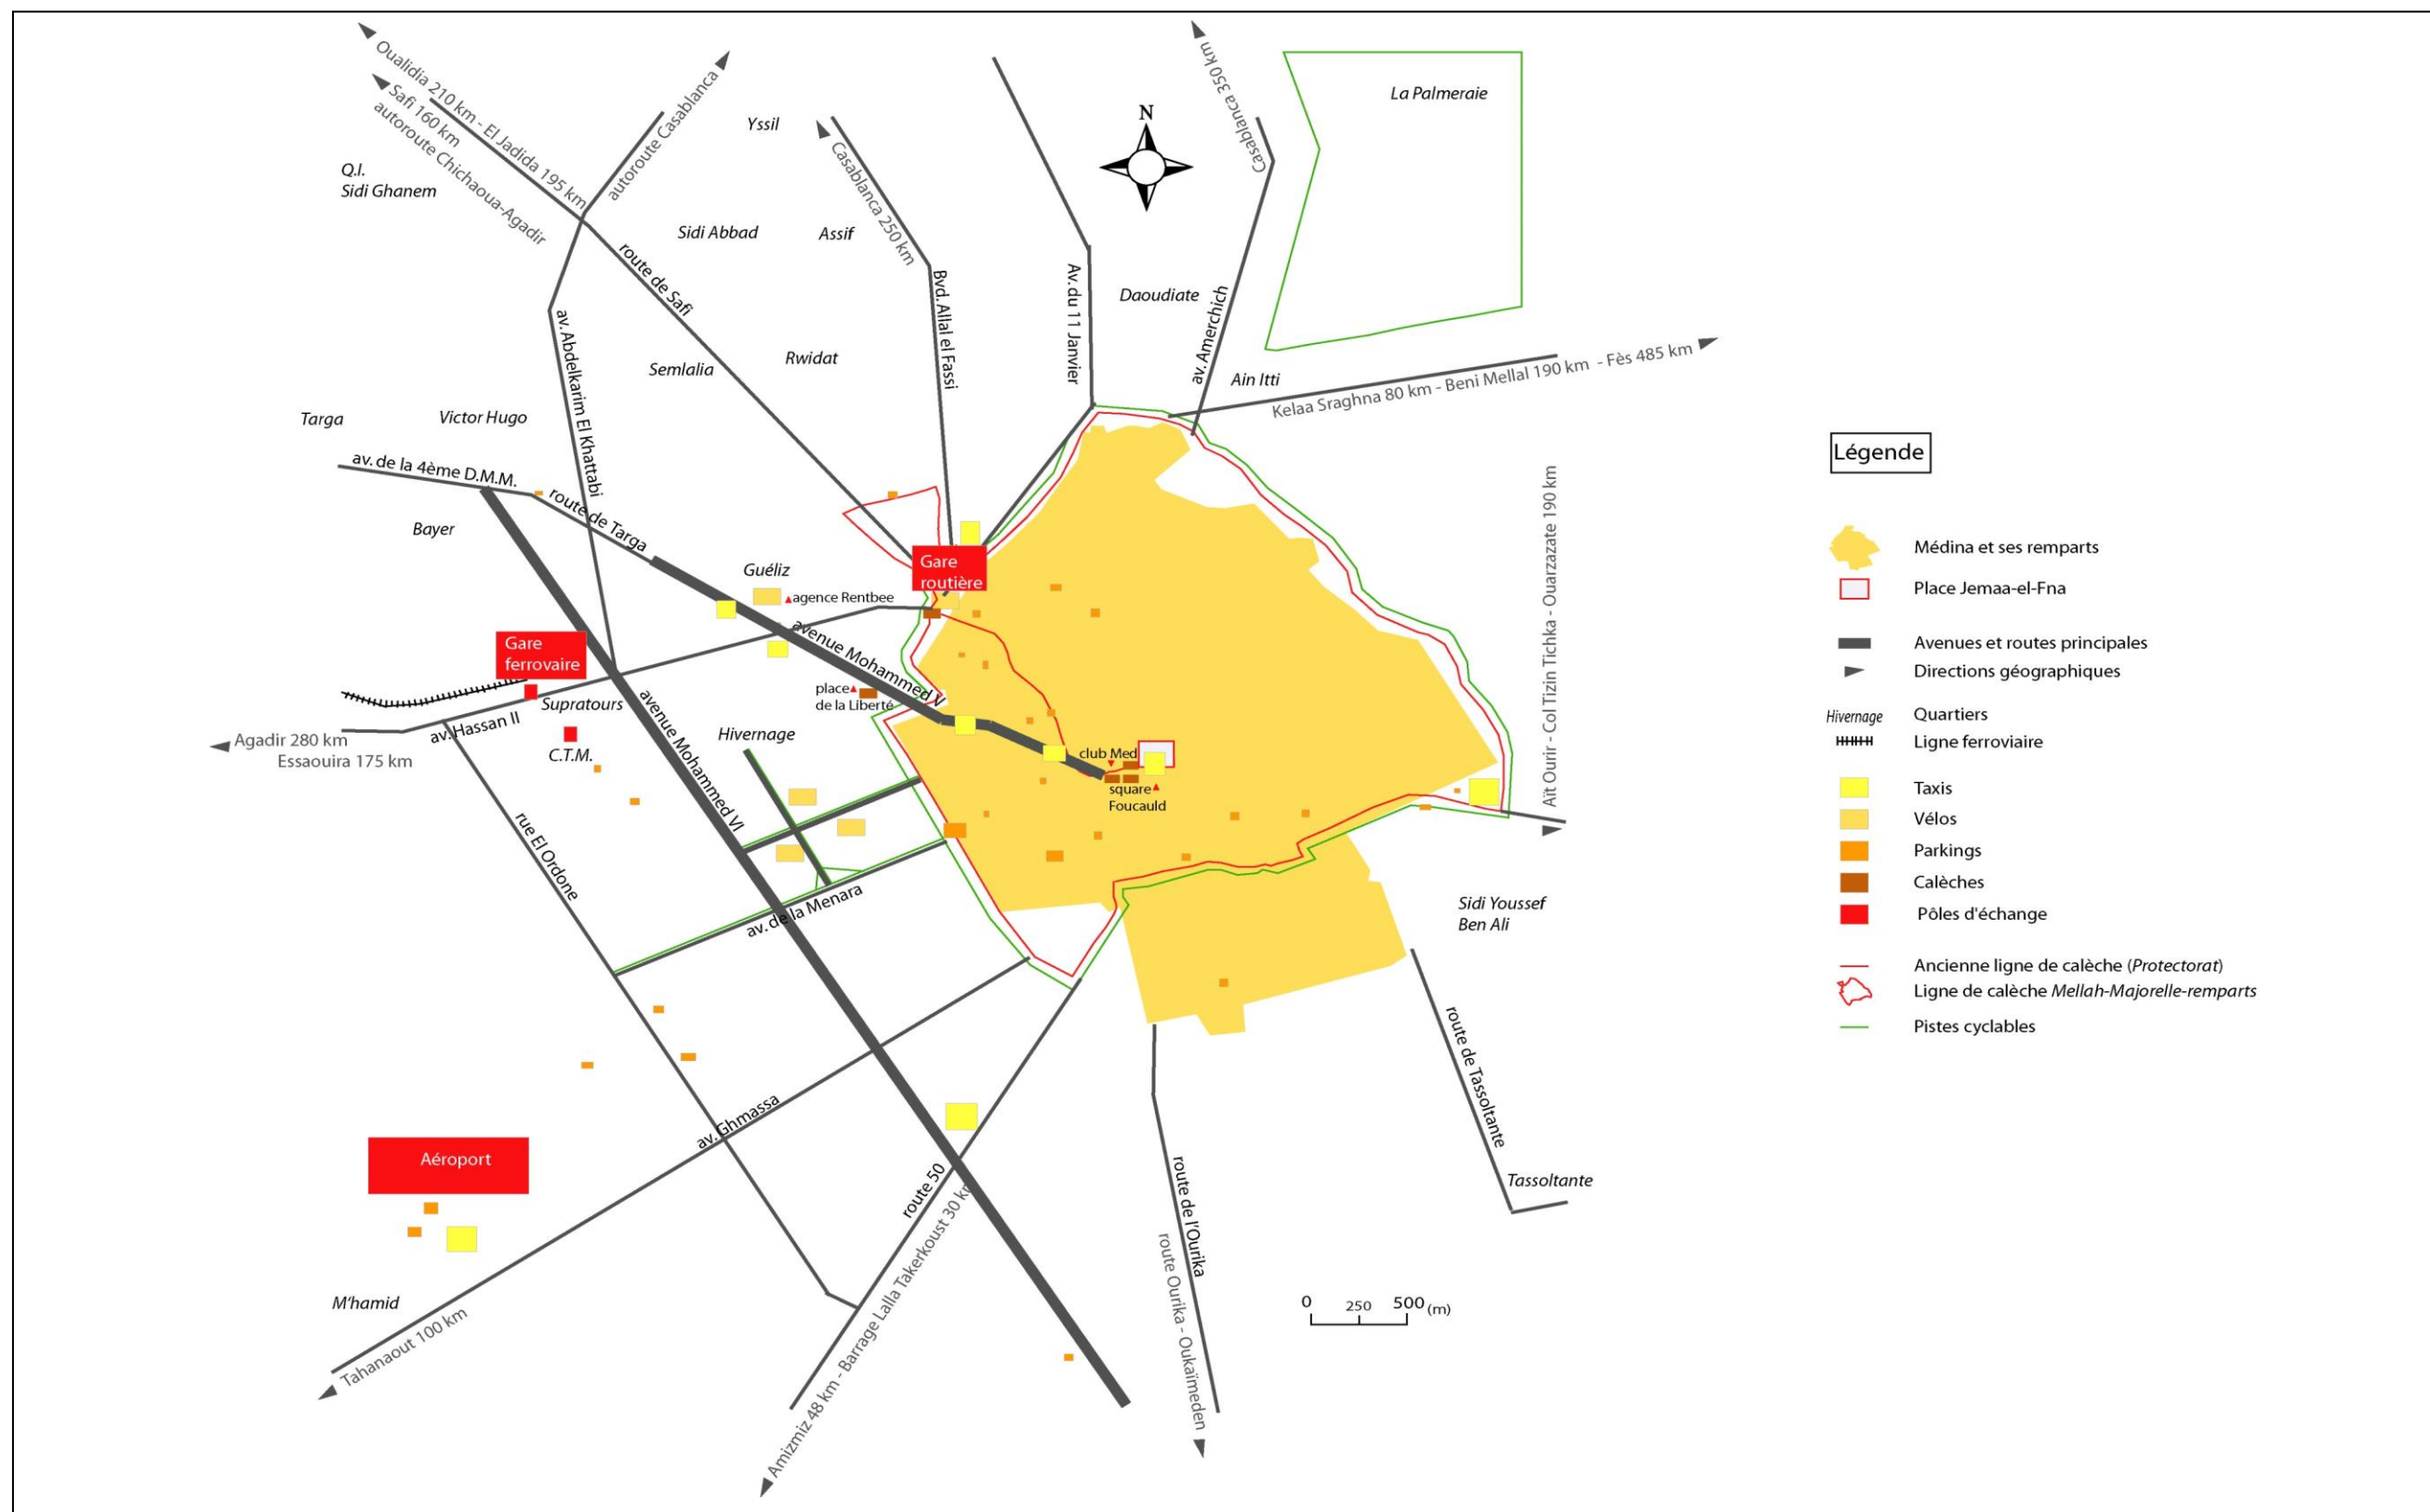 Oualidia 210 km - El Jadida 195 km
Safi 160 km
autoroute Chichaoua-Agadir
autoroute Casablanca
Casablanca 250 km
Casablanca 350 km
N
La Palmeraie
Yssil
Q.I.
Sidi Ghanem
Sidi Abbad
Assif
route de Safi
Bvd. Allal el Fassi
Av. du 11 Janvier
Daoudiate
av. Amerchich
Semlalia
Rwidat
Ain Itti
Kelaa Sraghna 80 km - Beni Mellal 190 km - Fès 485 km
av. Abdelkarim El Khattabi
Targa
Victor Hugo
av. de la 4ème D.M.M.
route de Targa
Bayer
Guéliz
agence Rentbee
Gare
routière
Gare
ferrovaire
avenue Mohammed V
place
de la Liberté
Supratours
C.T.M.
av. Hassan II
Agadir 280 km
Essaouira 175 km
avenue Mohammed VI
Hivernage
club Med
square
Foucauld
Aït Ourir - Col Tizin Tichka - Ouarzazate 190 km
rue El Ordone
av. de la Menara
Sidi Youssef
Ben Ali
route de Tassoltante
Tassoltante
av. Ghmassa
Aéroport
M'hamid
Tahanaout 100 km
route 50
Amizmiz 48 km - Barrage Lalla Takerkoust 30 km
route de l'Ourika
route Ourika - Oukaïmeden
0 250 500 (m)
Légende
Médina et ses remparts
Place Jemaa-el-Fna
Avenues et routes principales
Directions géographiques
Hivernage Quartiers
Ligne ferroviaire
Taxis
Vélos
Parkings
Calèches
Pôles d'échange
Ancienne ligne de calèche (Protectorat)
Ligne de calèche Mellah-Majorelle-remparts
Pistes cyclables